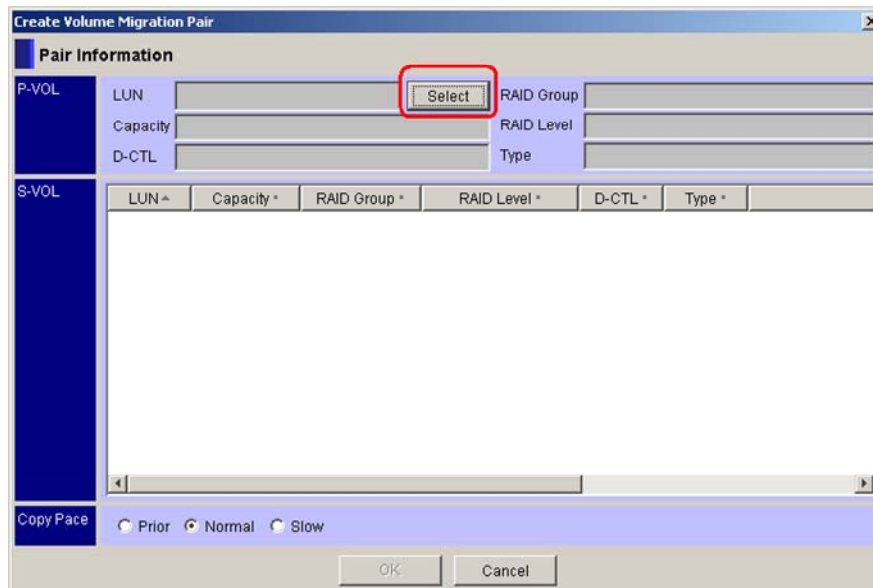 Create Volume Migration Pair
Pair Information
P-VOL
LUN Select RAID Group
Capacity RAID Level
D-CTL Type
S-VOL
LUN Capacity RAID Group RAID Level D-CTL Type
Copy Pace Prior Normal Slow
OK Cancel